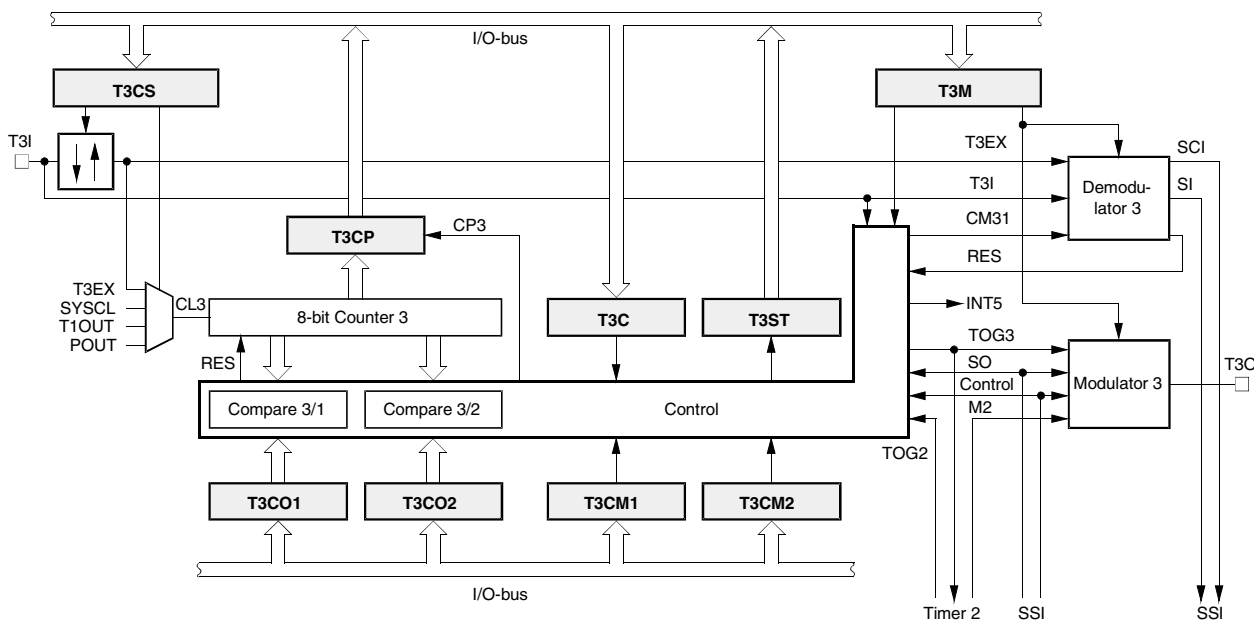 I/O-bus
T3CS
T3M
T3I
T3EX
SCI
T3I
SI
Demodu-
lator 3
CM31
T3CP
CP3
RES
T3EX
SYSCL
T1OUT
POUT
CL3
8-bit Counter 3
T3C
T3ST
INT5
RES
TOG3
SO
Control
M2
Modulator 3
T3O
Compare 3/1
Compare 3/2
Control
TOG2
T3CO1
T3CO2
T3CM1
T3CM2
I/O-bus
Timer 2
SSI
SSI